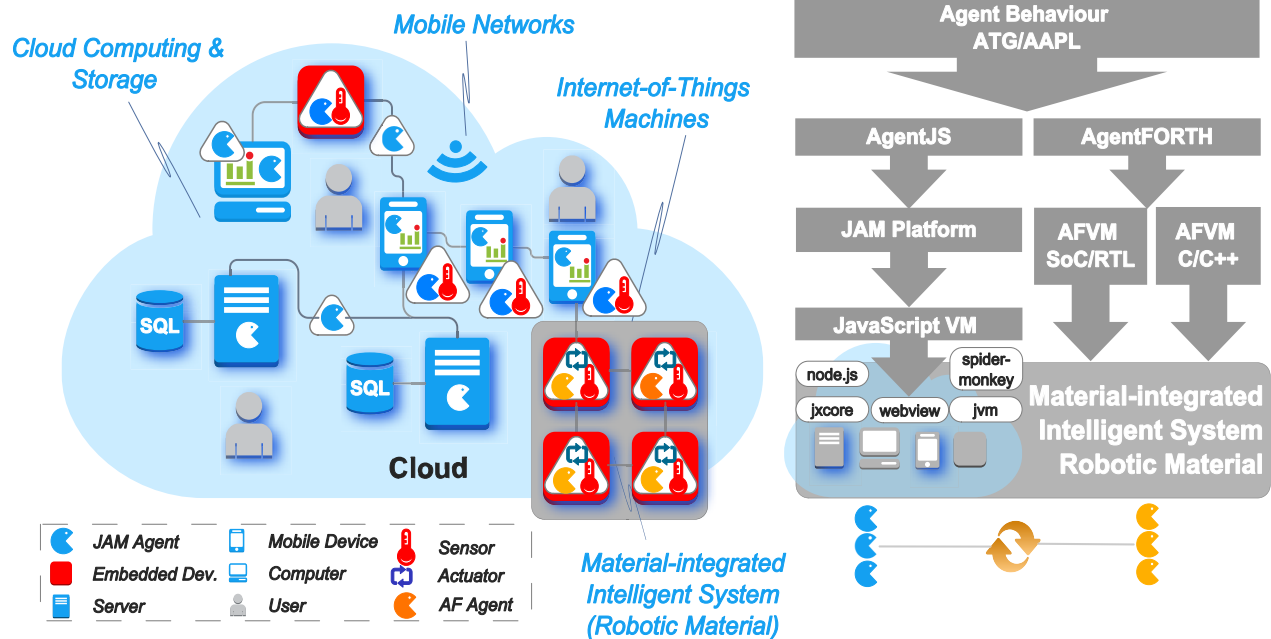 Cloud Computing &
Storage
Mobile Networks
Internet-of-Things
Machines
SQL
SQL
Cloud
Material-integrated
Intelligent System
(Robotic Material)
JAM Agent
Mobile Device
Sensor
Embedded Dev.
Computer
Actuator
Server
User
AF Agent
Agent Behaviour
ATG/AAPL
AgentJS
AgentFORTH
JAM Platform
AFVM
SoC/RTL
AFVM
C/C++
JavaScript VM
node.js
spider-
monkey
jxcore
webview
jvm
Material-integrated
Intelligent System
Robotic Material